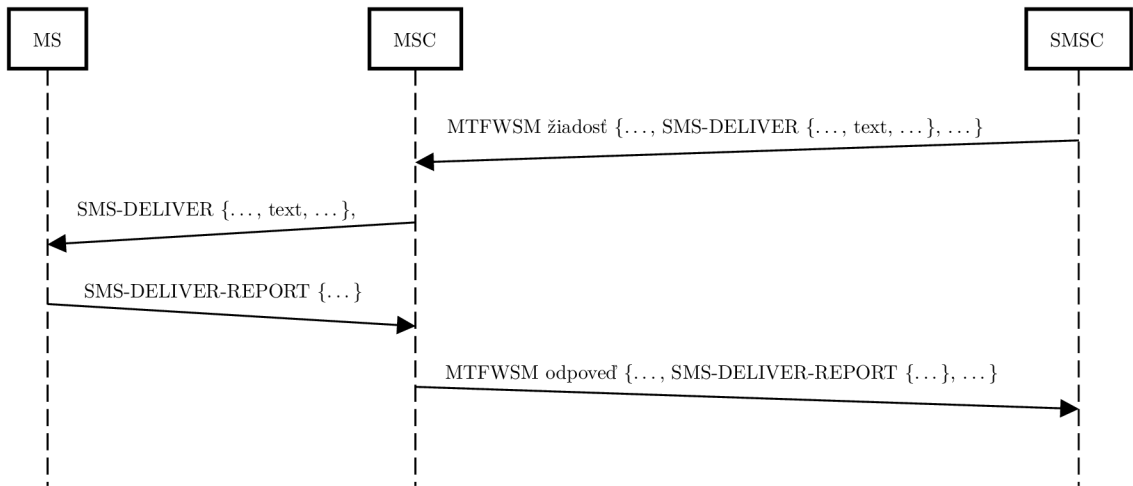 MS
MSC
SMSC
MTFWSM žiadosť {..., SMS-DELIVER {..., text, ...}, ...}
SMS-DELIVER {..., text, ...},
SMS-DELIVER-REPORT {...}
MTFWSM odpoveď {..., SMS-DELIVER-REPORT {...}, ...}